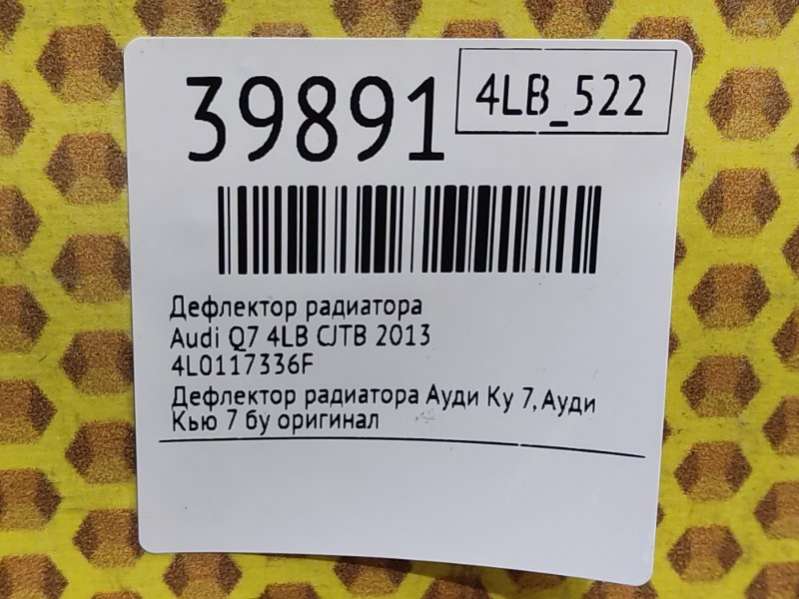 39891
4LB_522
Дефлектор радиатора
Audi Q7 4LB CJTB 2013
4L0117336F
Дефлектор радиатора Ауди Ку 7, Ауди
Кью 7 бу оригинал